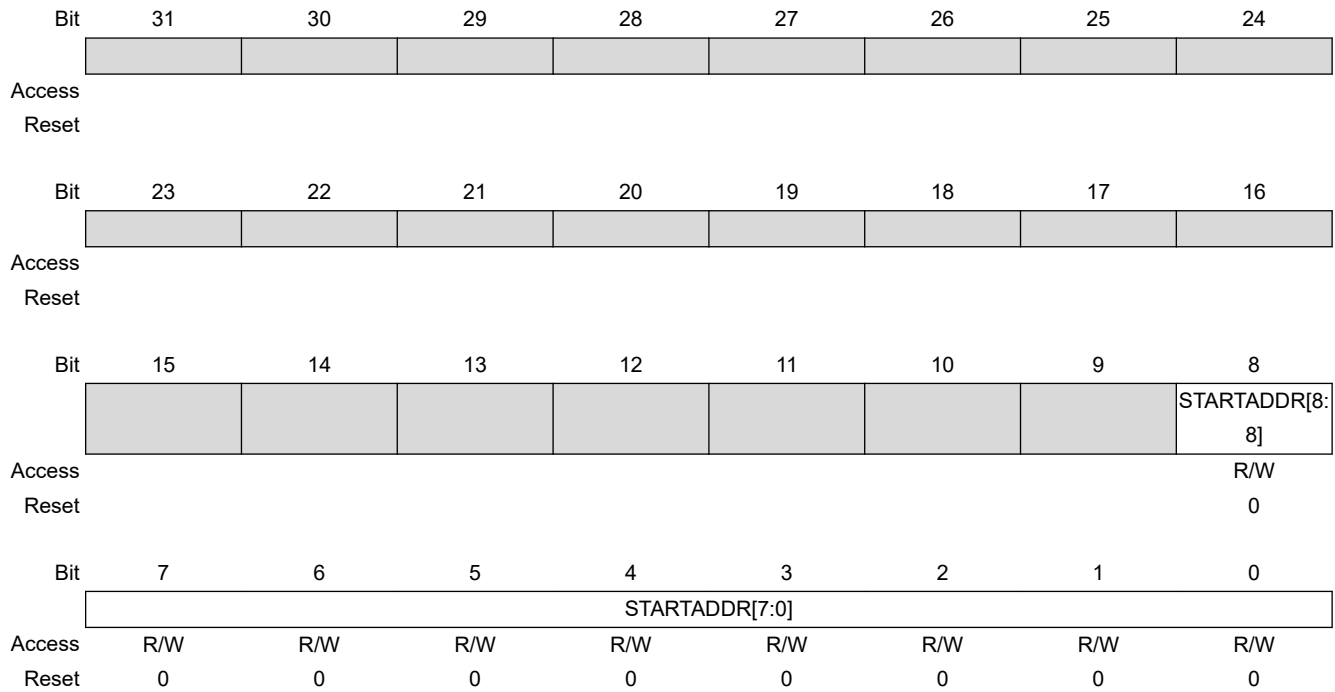 Bit 31 30 29 28 27 26 25 24
Access
Reset
Bit 23 22 21 20 19 18 17 16
Access
Reset
Bit 15 14 13 12 11 10 9 8
STARTADDR[8:
8]
Access R/W
Reset 0
Bit 7 6 5 4 3 2 1 0
STARTADDR[7:0]
Access R/W R/W R/W R/W R/W R/W R/W R/W
Reset 0 0 0 0 0 0 0 0